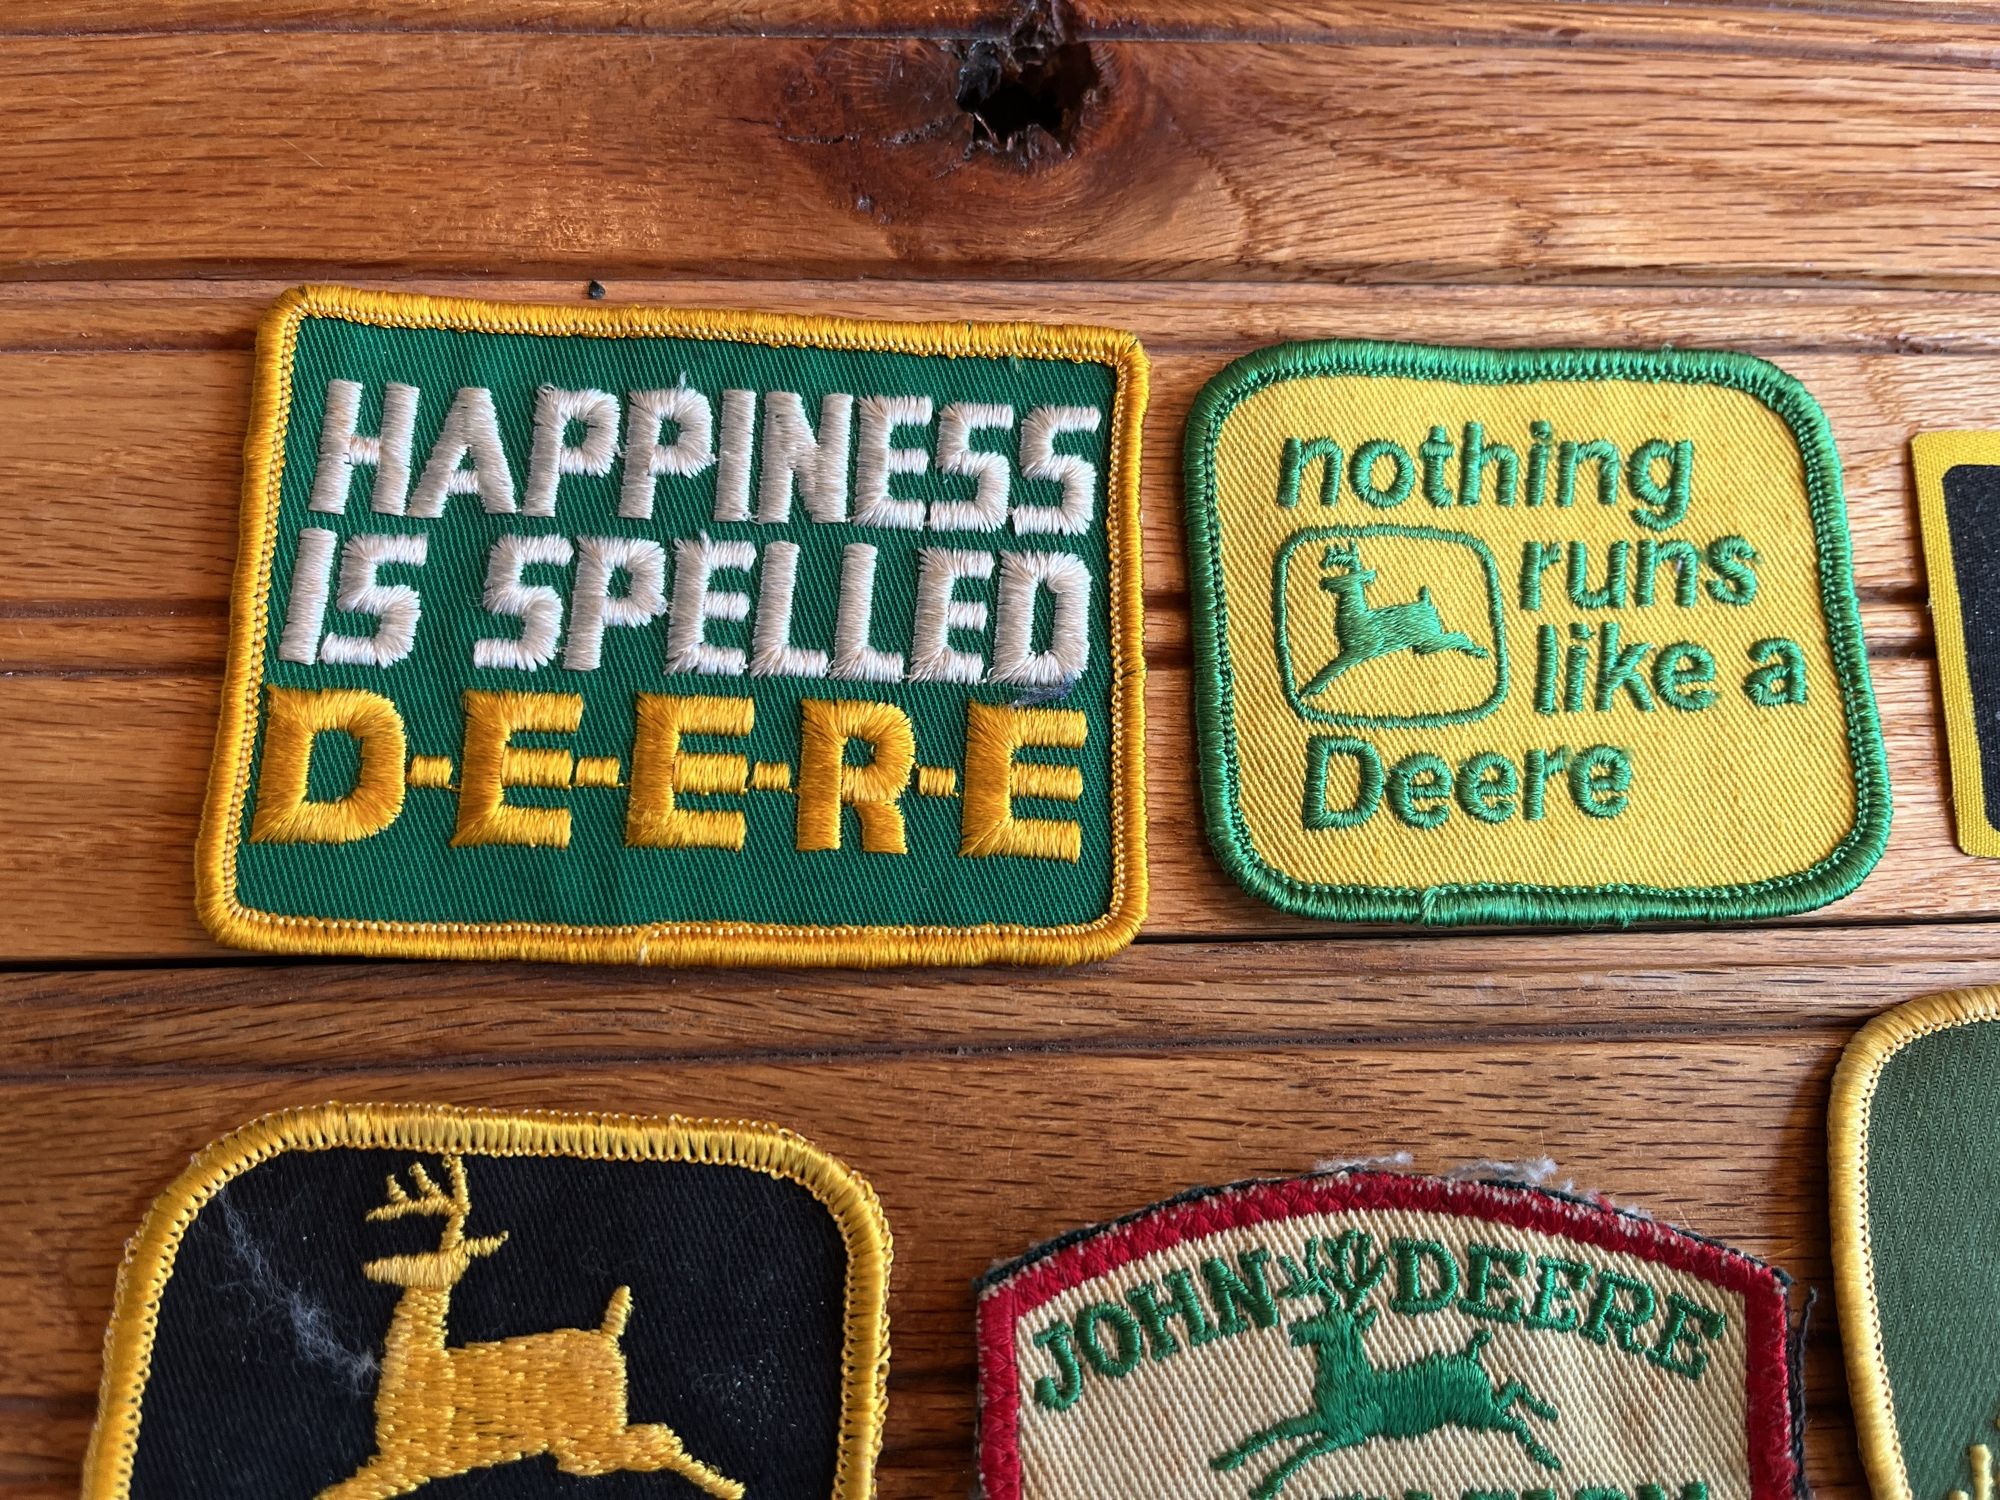 HAPPINESS
IS SPELLED
D-E-E-R-E
nothing
runs
like a
Deere
JOHN DEERE